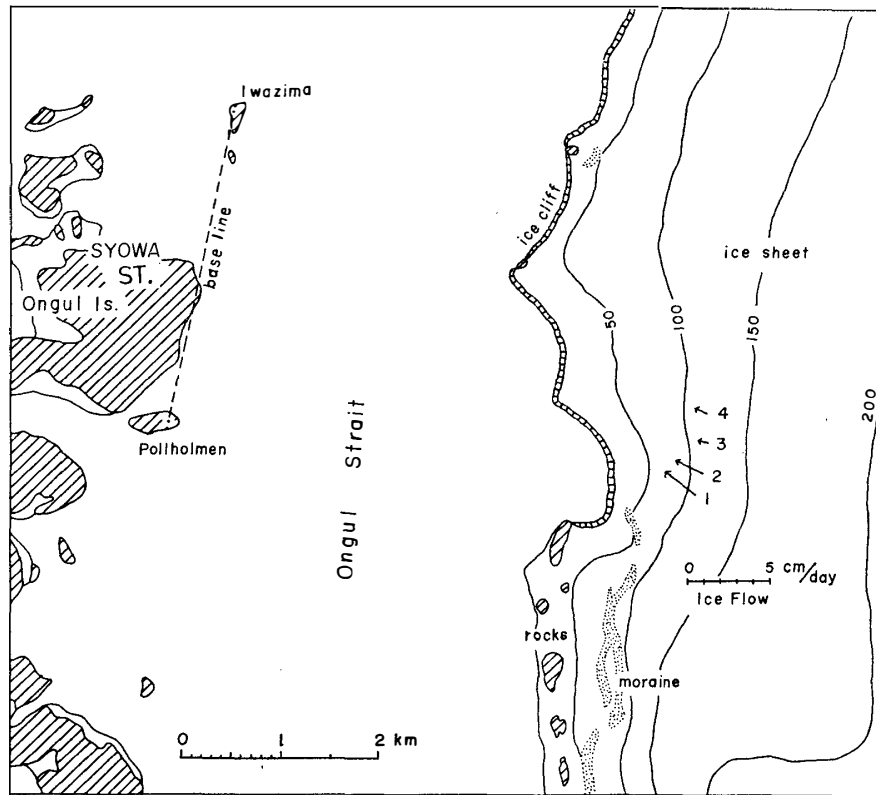 Iwazima
base line
ice cliff
SYOWA
ST.
Ongul Is.
ice sheet
50
100
150
200
4
3
2
1
Pollholmen
Ongul Strait
0 5 cm/day
Ice Flow
rocks
moraine
0 1 2 km